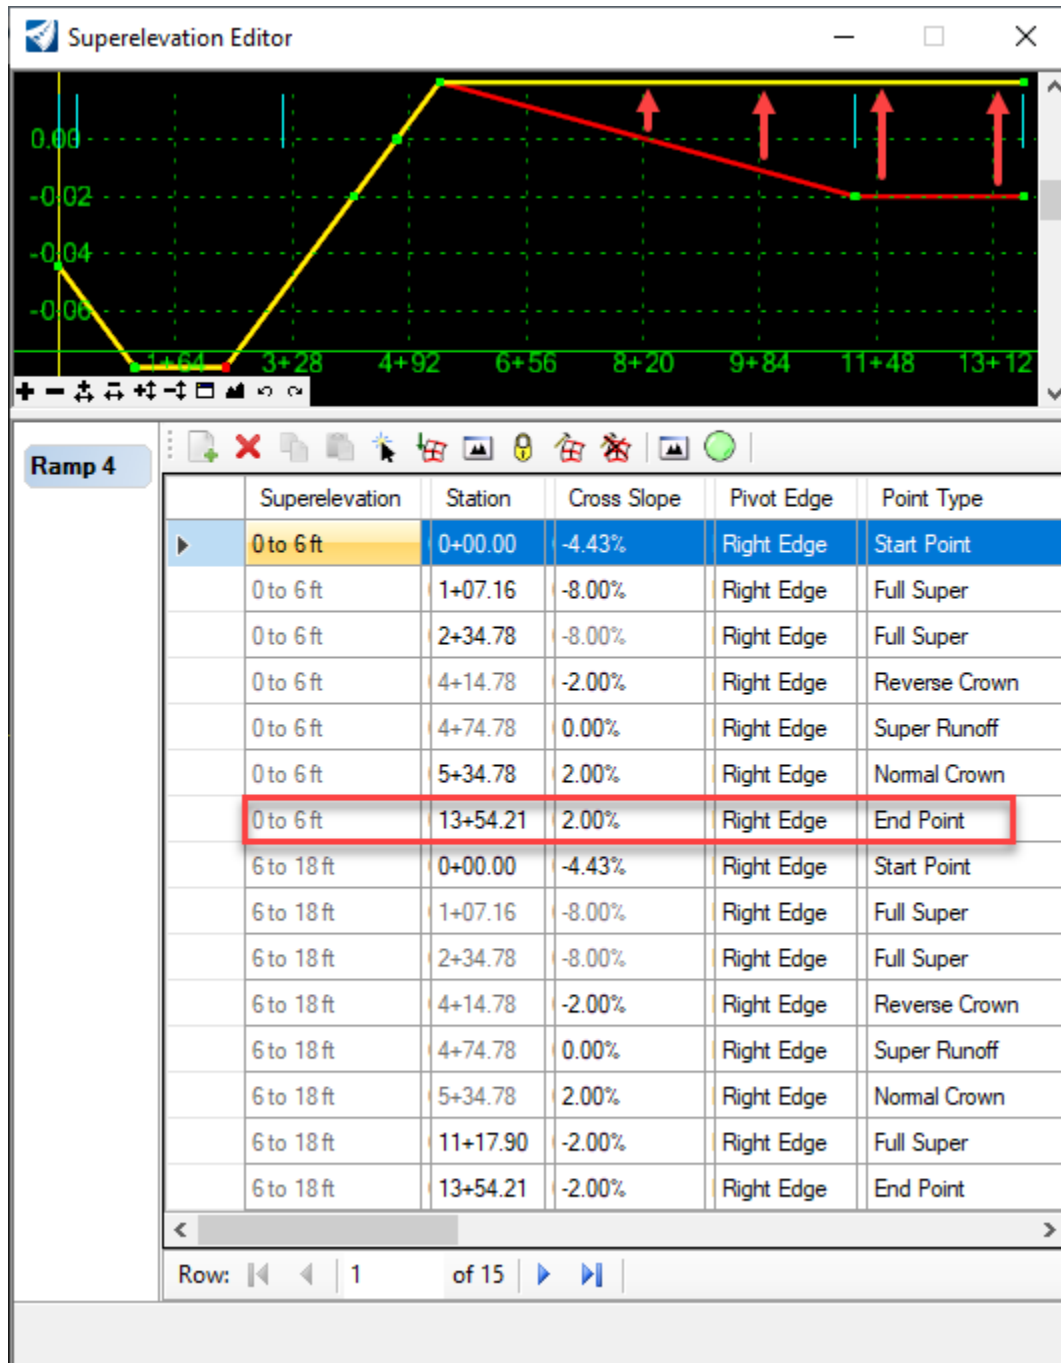 Superelevation Editor
0.00
-0.02
-0.04
-0.06
1+64 3+28 4+92 6+56 8+20 9+84 11+48 13+12
Ramp 4
Superelevation Station Cross Slope Pivot Edge Point Type
0 to 6 ft 0+00.00 -4.43% Right Edge Start Point
0 to 6 ft 1+07.16 -8.00% Right Edge Full Super
0 to 6 ft 2+34.78 -8.00% Right Edge Full Super
0 to 6 ft 4+14.78 -2.00% Right Edge Reverse Crown
0 to 6 ft 4+74.78 0.00% Right Edge Super Runoff
0 to 6 ft 5+34.78 2.00% Right Edge Normal Crown
0 to 6 ft 13+54.21 2.00% Right Edge End Point
6 to 18 ft 0+00.00 -4.43% Right Edge Start Point
6 to 18 ft 1+07.16 -8.00% Right Edge Full Super
6 to 18 ft 2+34.78 -8.00% Right Edge Full Super
6 to 18 ft 4+14.78 -2.00% Right Edge Reverse Crown
6 to 18 ft 4+74.78 0.00% Right Edge Super Runoff
6 to 18 ft 5+34.78 2.00% Right Edge Normal Crown
6 to 18 ft 11+17.90 -2.00% Right Edge Full Super
6 to 18 ft 13+54.21 -2.00% Right Edge End Point
Row: 1 of 15